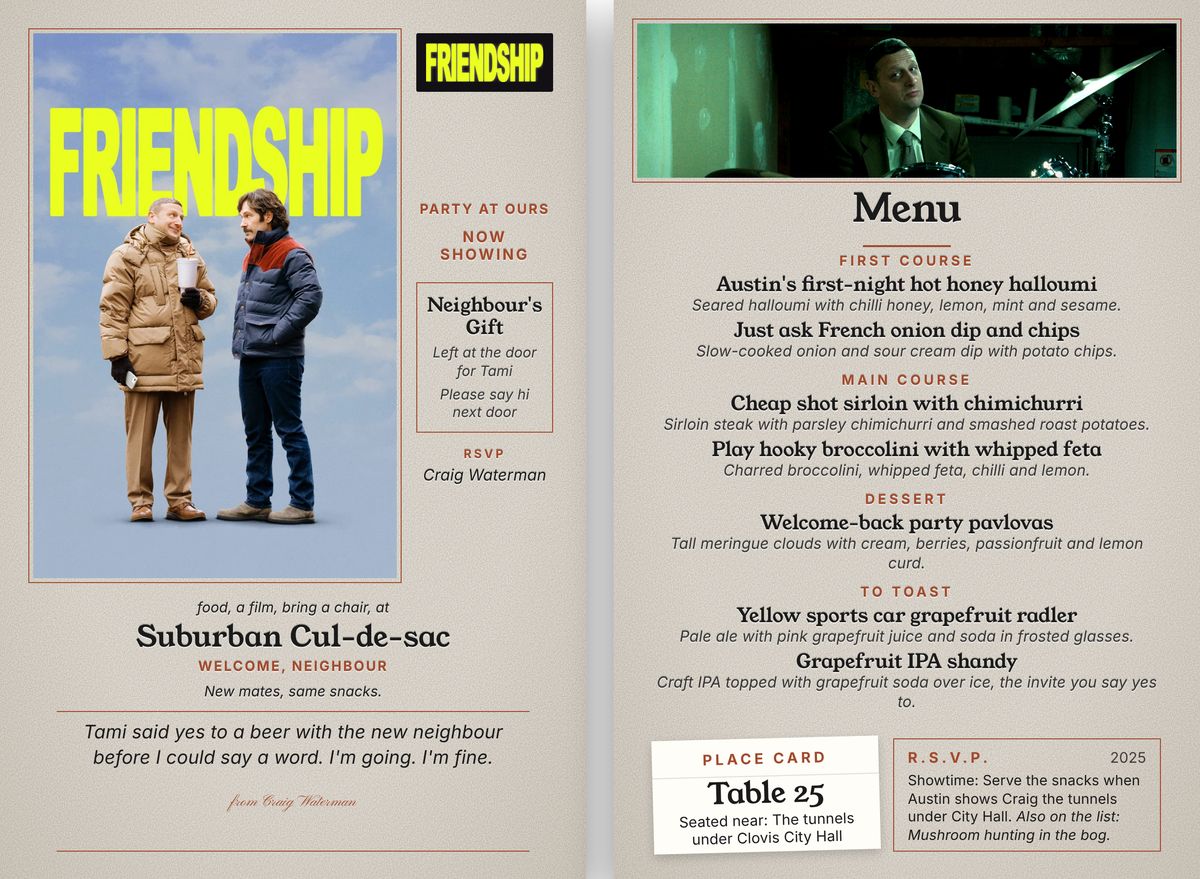 FRIENDSHIP
FRIENDSHIP
PARTY AT OURS
NOW
SHOWING
Neighbour's
Gift
Left at the door
for Tami
Please say hi
next door
RSVP
Craig Waterman
food, a film, bring a chair, at
Suburban Cul-de-sac
WELCOME, NEIGHBOUR
New mates, same snacks.
Tami said yes to a beer with the new neighbour
before I could say a word. I'm going. I'm fine.
from Craig Waterman
Menu
FIRST COURSE
Austin's first-night hot honey halloumi
Seared halloumi with chilli honey, lemon, mint and sesame.
Just ask French onion dip and chips
Slow-cooked onion and sour cream dip with potato chips.
MAIN COURSE
Cheap shot sirloin with chimichurri
Sirloin steak with parsley chimichurri and smashed roast potatoes.
Play hooky broccolini with whipped feta
Charred broccolini, whipped feta, chilli and lemon.
DESSERT
Welcome-back party pavlovas
Tall meringue clouds with cream, berries, passionfruit and lemon
curd.
TO TOAST
Yellow sports car grapefruit radler
Pale ale with pink grapefruit juice and soda in frosted glasses.
Grapefruit IPA shandy
Craft IPA topped with grapefruit soda over ice, the invite you say yes
to.
PLACE CARD
Table 25
Seated near: The tunnels
under Clovis City Hall
R.S.V.P. 2025
Showtime: Serve the snacks when
Austin shows Craig the tunnels
under City Hall. Also on the list:
Mushroom hunting in the bog.